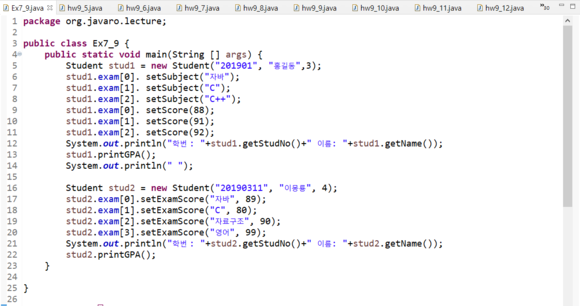 Ex7_9.java hw9_5.java hw9_6.java hw9_7.java hw9_8.java hw9_9.java hw9_10.java hw9_11.java hw9_12.java
1 package org.javaro.lecture;
2
3 public class Ex7_9 {
4 public static void main(String [] args) {
5 Student stud1 = new Student("201901", "홍길동",3);
6 stud1.exam[0]. setSubject("자바");
7 stud1.exam[1]. setSubject("C");
8 stud1.exam[2]. setSubject("C++");
9 stud1.exam[0]. setScore(88);
10 stud1.exam[1]. setScore(91);
11 stud1.exam[2]. setScore(92);
12 System.out.println("학번 : "+stud1.getStudNo()+" 이름: "+stud1.getName());
13 stud1.printGPA();
14 System.out.println(" ");
15
16 Student stud2 = new Student("20190311", "이몽룡", 4);
17 stud2.exam[0].setExamScore("자바", 89);
18 stud2.exam[1].setExamScore("C", 80);
19 stud2.exam[2].setExamScore("자료구조", 90);
20 stud2.exam[3].setExamScore("영어", 99);
21 System.out.println("학번 : "+stud2.getStudNo()+" 이름: "+stud2.getName());
22 stud2.printGPA();
23 }
24
25 }
26